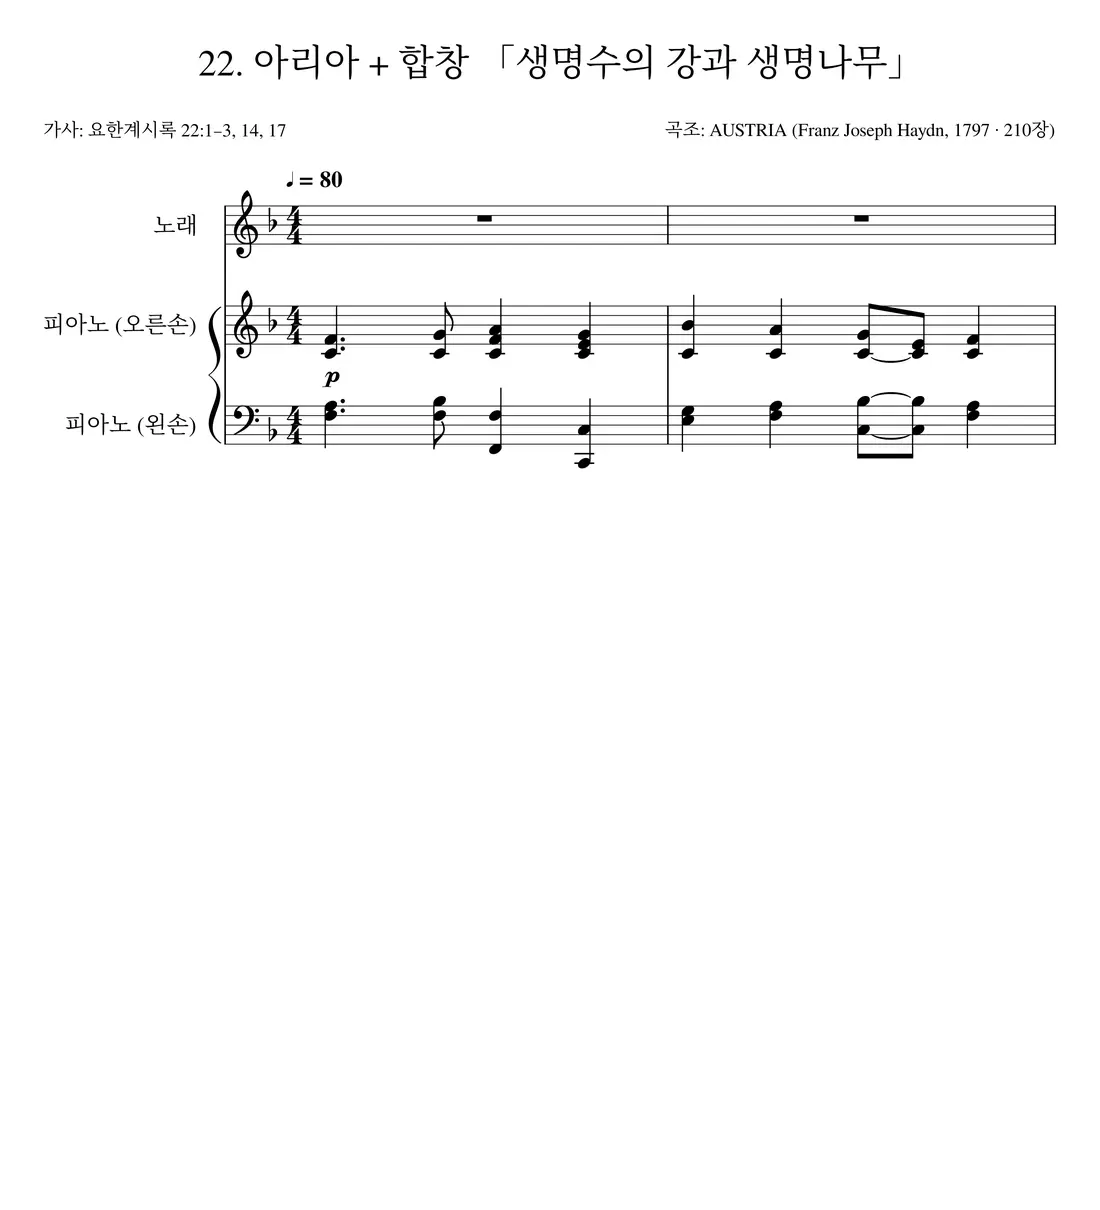 22. 아리아 + 합창 「생명수의 강과 생명나무」
가사: 요한계시록 22:1–3, 14, 17
곡조: AUSTRIA (Franz Joseph Haydn, 1797 · 210장)
♩ = 80
노래
피아노 (오른손)
p
피아노 (왼손)